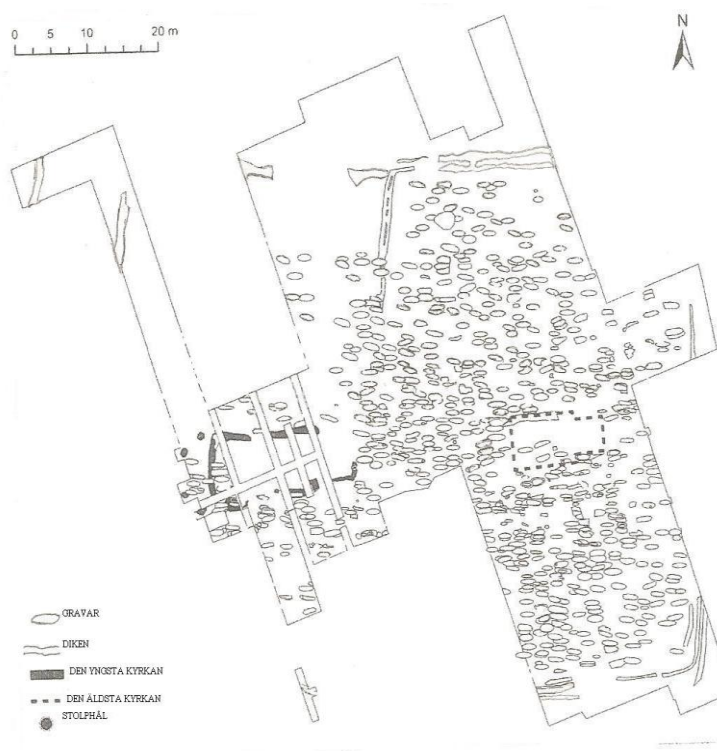 0 5 10 20 m
N
GRAVAR
DIKEN
DEN YNGSTA KYRKAN
DEN ÄLDSTA KYRKAN
STOLPHÅL